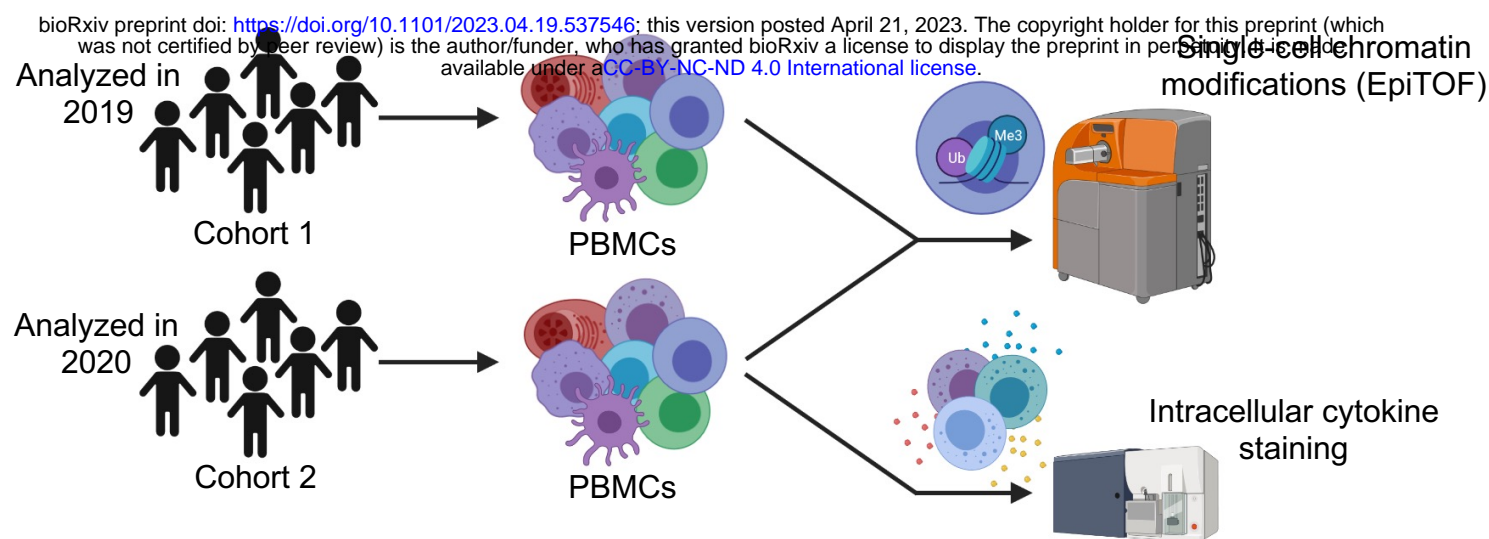 bioRxiv preprint doi: https://doi.org/10.1101/2023.04.19.537546; this version posted April 21, 2023. The copyright holder for this preprint (which
was not certified by peer review) is the author/funder, who has granted bioRxiv a license to display the preprint in perpetuity. It is made
available under aCC-BY-NC-ND 4.0 International license.
Analyzed in
2019
Cohort 1
PBMCs
Ub
Me3
Single-cell chromatin
modifications (EpiTOF)
Analyzed in
2020
Cohort 2
PBMCs
Intracellular cytokine
staining